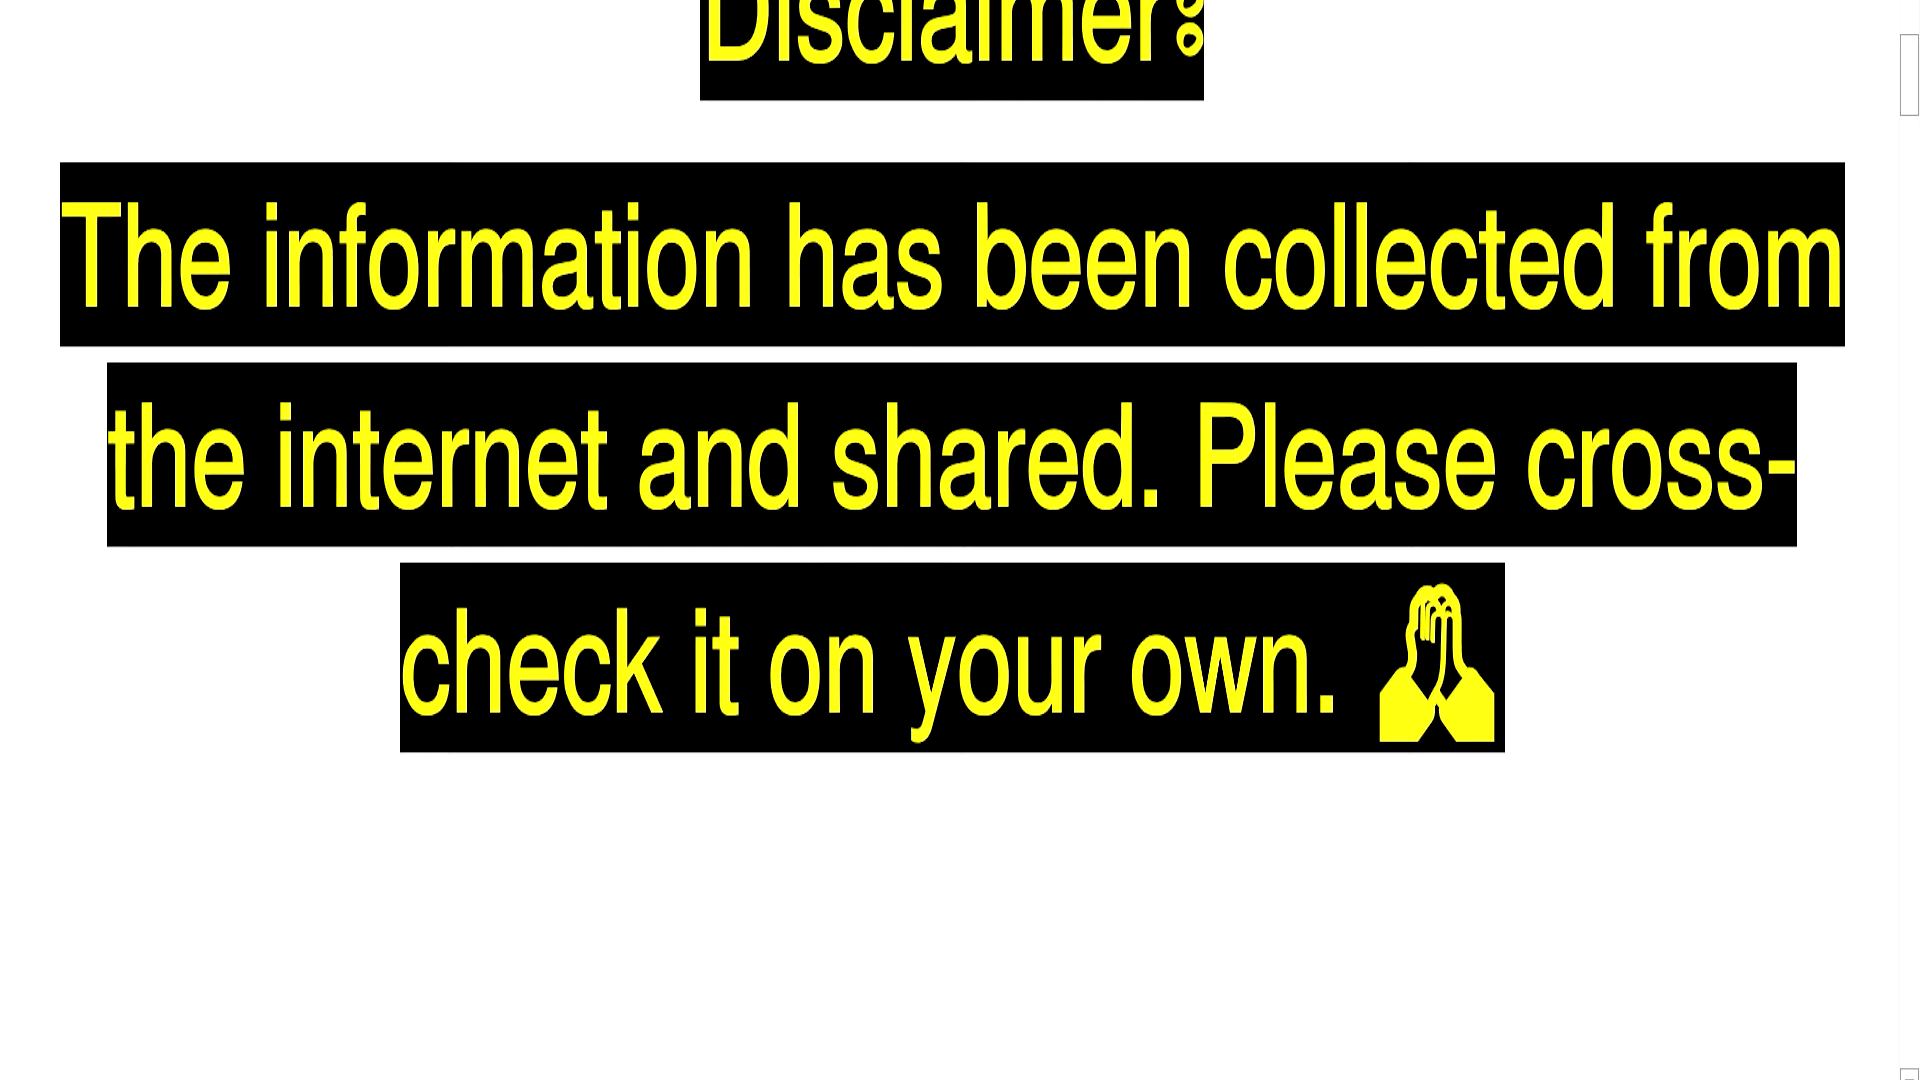 Disclaimer:
The information has been collected from
the internet and shared. Please cross-
check it on your own. 🙏